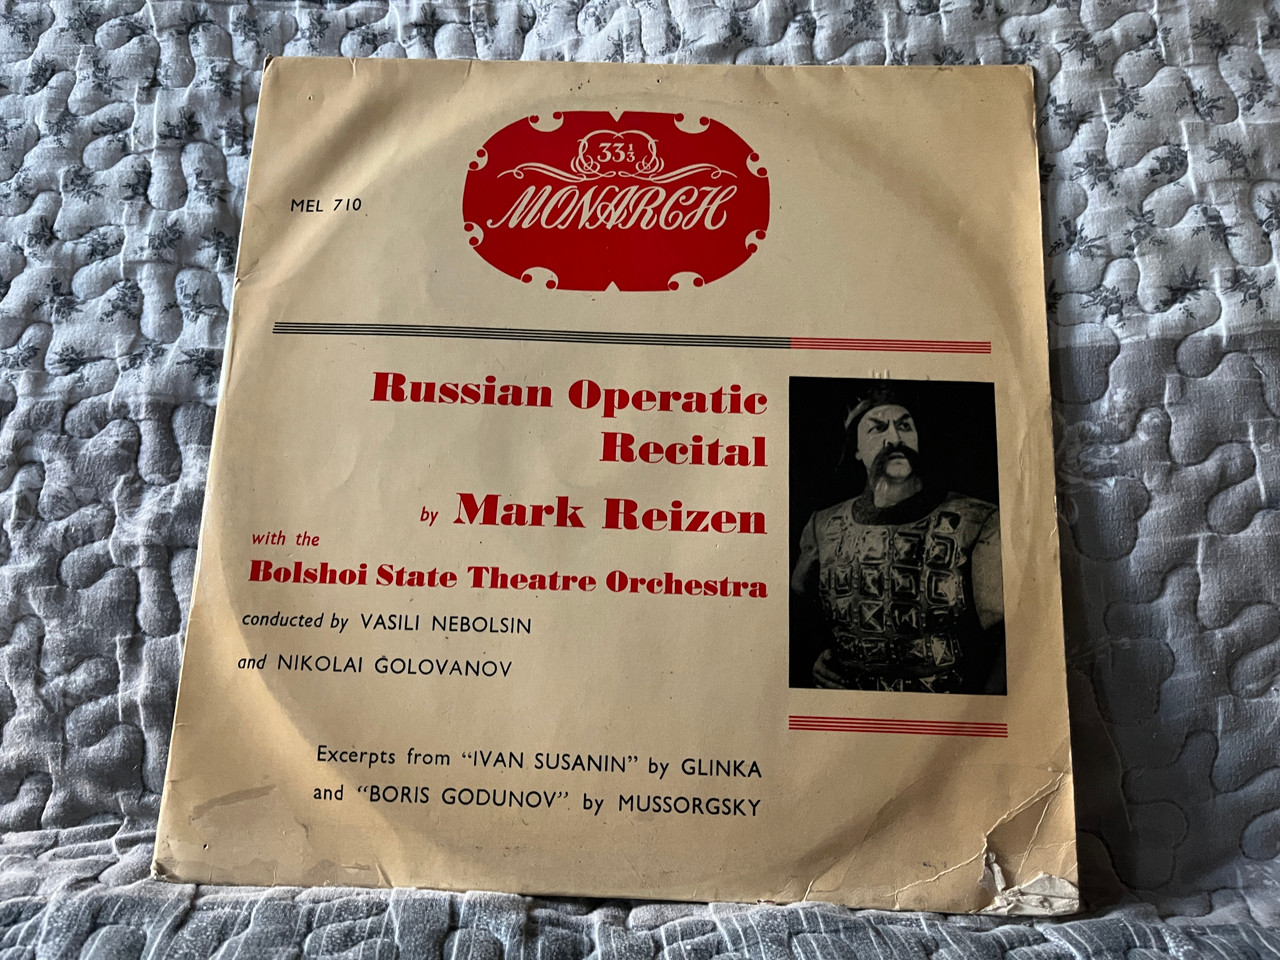 33⅓
MONARCH
MEL 710
Russian Operatic
Recital
by Mark Reizen
with the
Bolshoi State Theatre Orchestra
conducted by VASILI NEBOLSIN
and NIKOLAI GOLOVANOV
Excerpts from “IVAN SUSANIN” by GLINKA
and “BORIS GODUNOV” by MUSSORGSKY